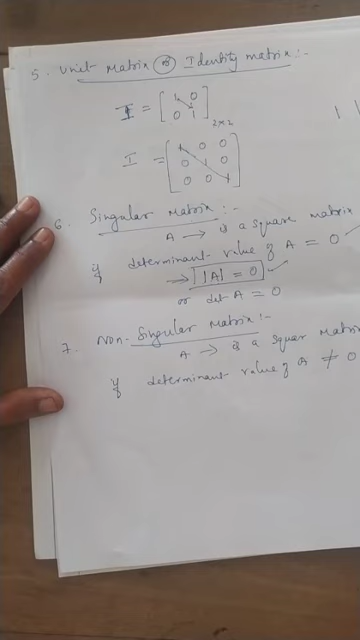 5. Unit Matrix (or) Identity matrix :-
I = [ 1 0
0 1 ] 2×2
I = [ 1 0 0
0 1 0
0 0 1 ]
6. Singular Matrix :-
A → is a square matrix
if determinant value of A = 0
→ |A| = 0 ✓
or det A = 0
7. Non-Singular Matrix :-
A → is a squar Matrix
if determinant value of A ≠ 0